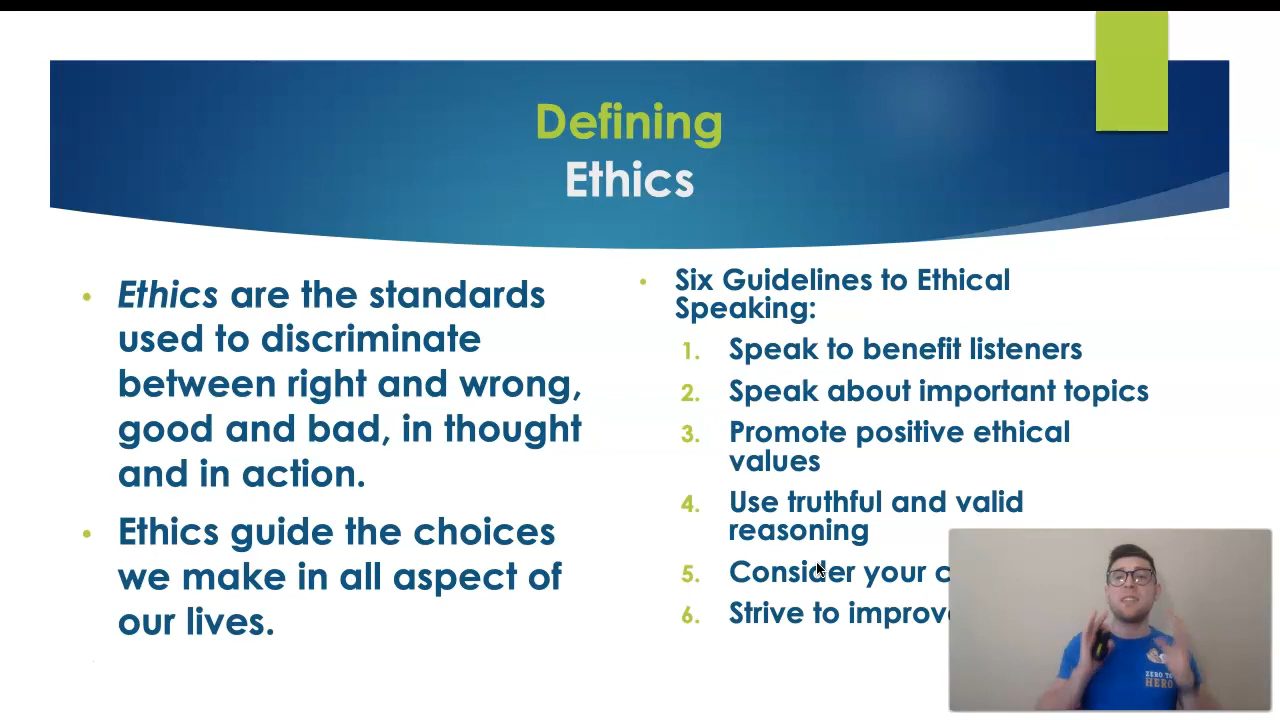 Defining
Ethics
Ethics are the standards
used to discriminate
between right and wrong,
good and bad, in thought
and in action.
Ethics guide the choices
we make in all aspect of
our lives.
Six Guidelines to Ethical
Speaking:
1. Speak to benefit listeners
2. Speak about important topics
3. Promote positive ethical
values
4. Use truthful and valid
reasoning
5. Consider your
6. Strive to
ZERO TO
HERO